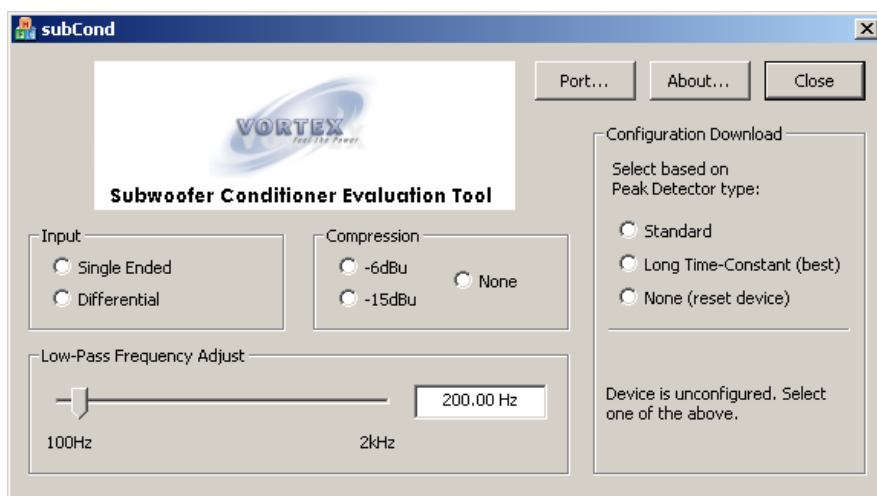 subCond
Port...
About...
Close
VORTEX
Feel the Power
Subwoofer Conditioner Evaluation Tool
Configuration Download
Select based on
Peak Detector type:
Standard
Long Time-Constant (best)
None (reset device)
Device is unconfigured. Select
one of the above.
Input
Single Ended
Differential
Compression
-6dBu
-15dBu
None
Low-Pass Frequency Adjust
200.00 Hz
100Hz
2kHz